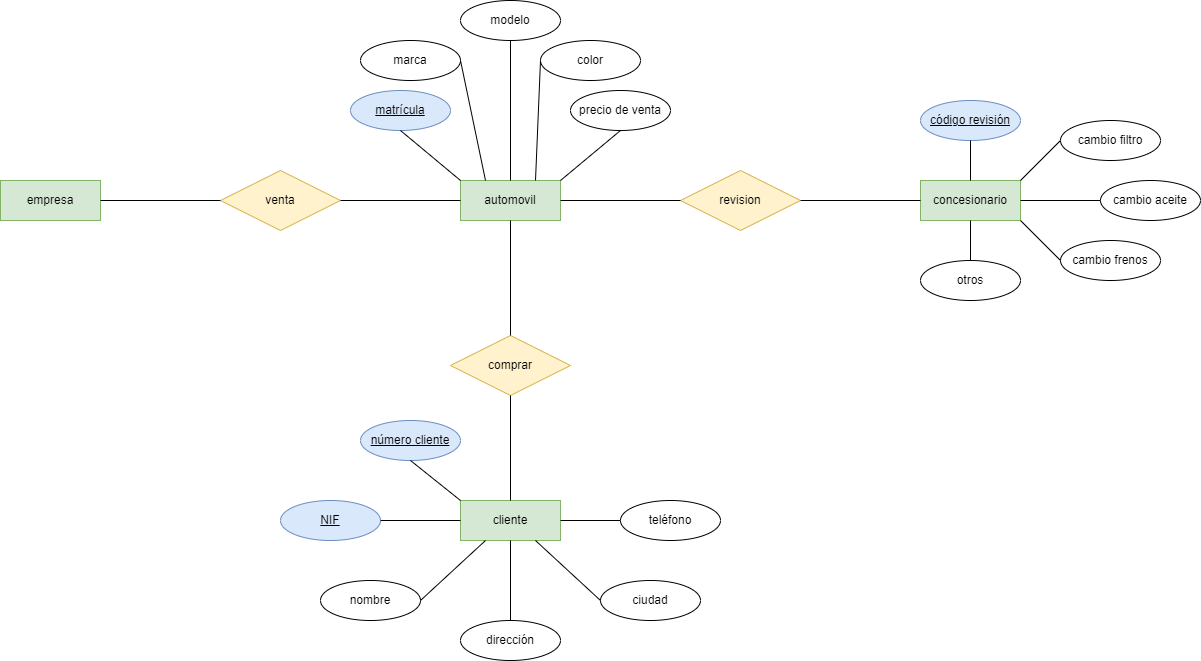 modelo
marca
color
matrícula
precio de venta
código revisión
cambio filtro
empresa
venta
automovil
revision
concesionario
cambio aceite
cambio frenos
otros
comprar
número cliente
NIF
cliente
teléfono
nombre
ciudad
dirección